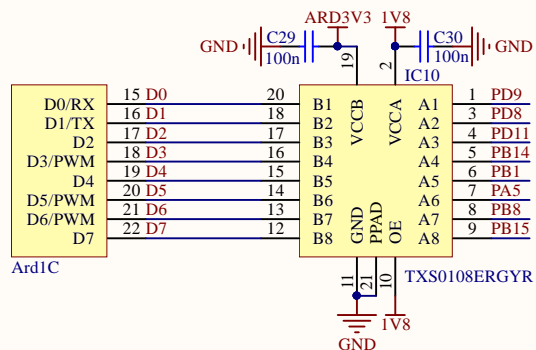 ARD3V3 1V8
GND C29 100n C30 100n GND
19 2 IC10
D0/RX 15 D0 20 B1 VCCB VCCA A1 1 PD9
D1/TX 16 D1 18 B2 A2 3 PD8
D2 17 D2 17 B3 A3 4 PD11
D3/PWM 18 D3 16 B4 A4 5 PB14
D4 19 D4 15 B5 A5 6 PB1
D5/PWM 20 D5 14 B6 A6 7 PA5
D6/PWM 21 D6 13 B7 A7 8 PB8
D7 22 D7 12 B8 GND PPAD OE A8 9 PB15
Ard1C 11 21 10 TXS0108ERGYR
1V8
GND